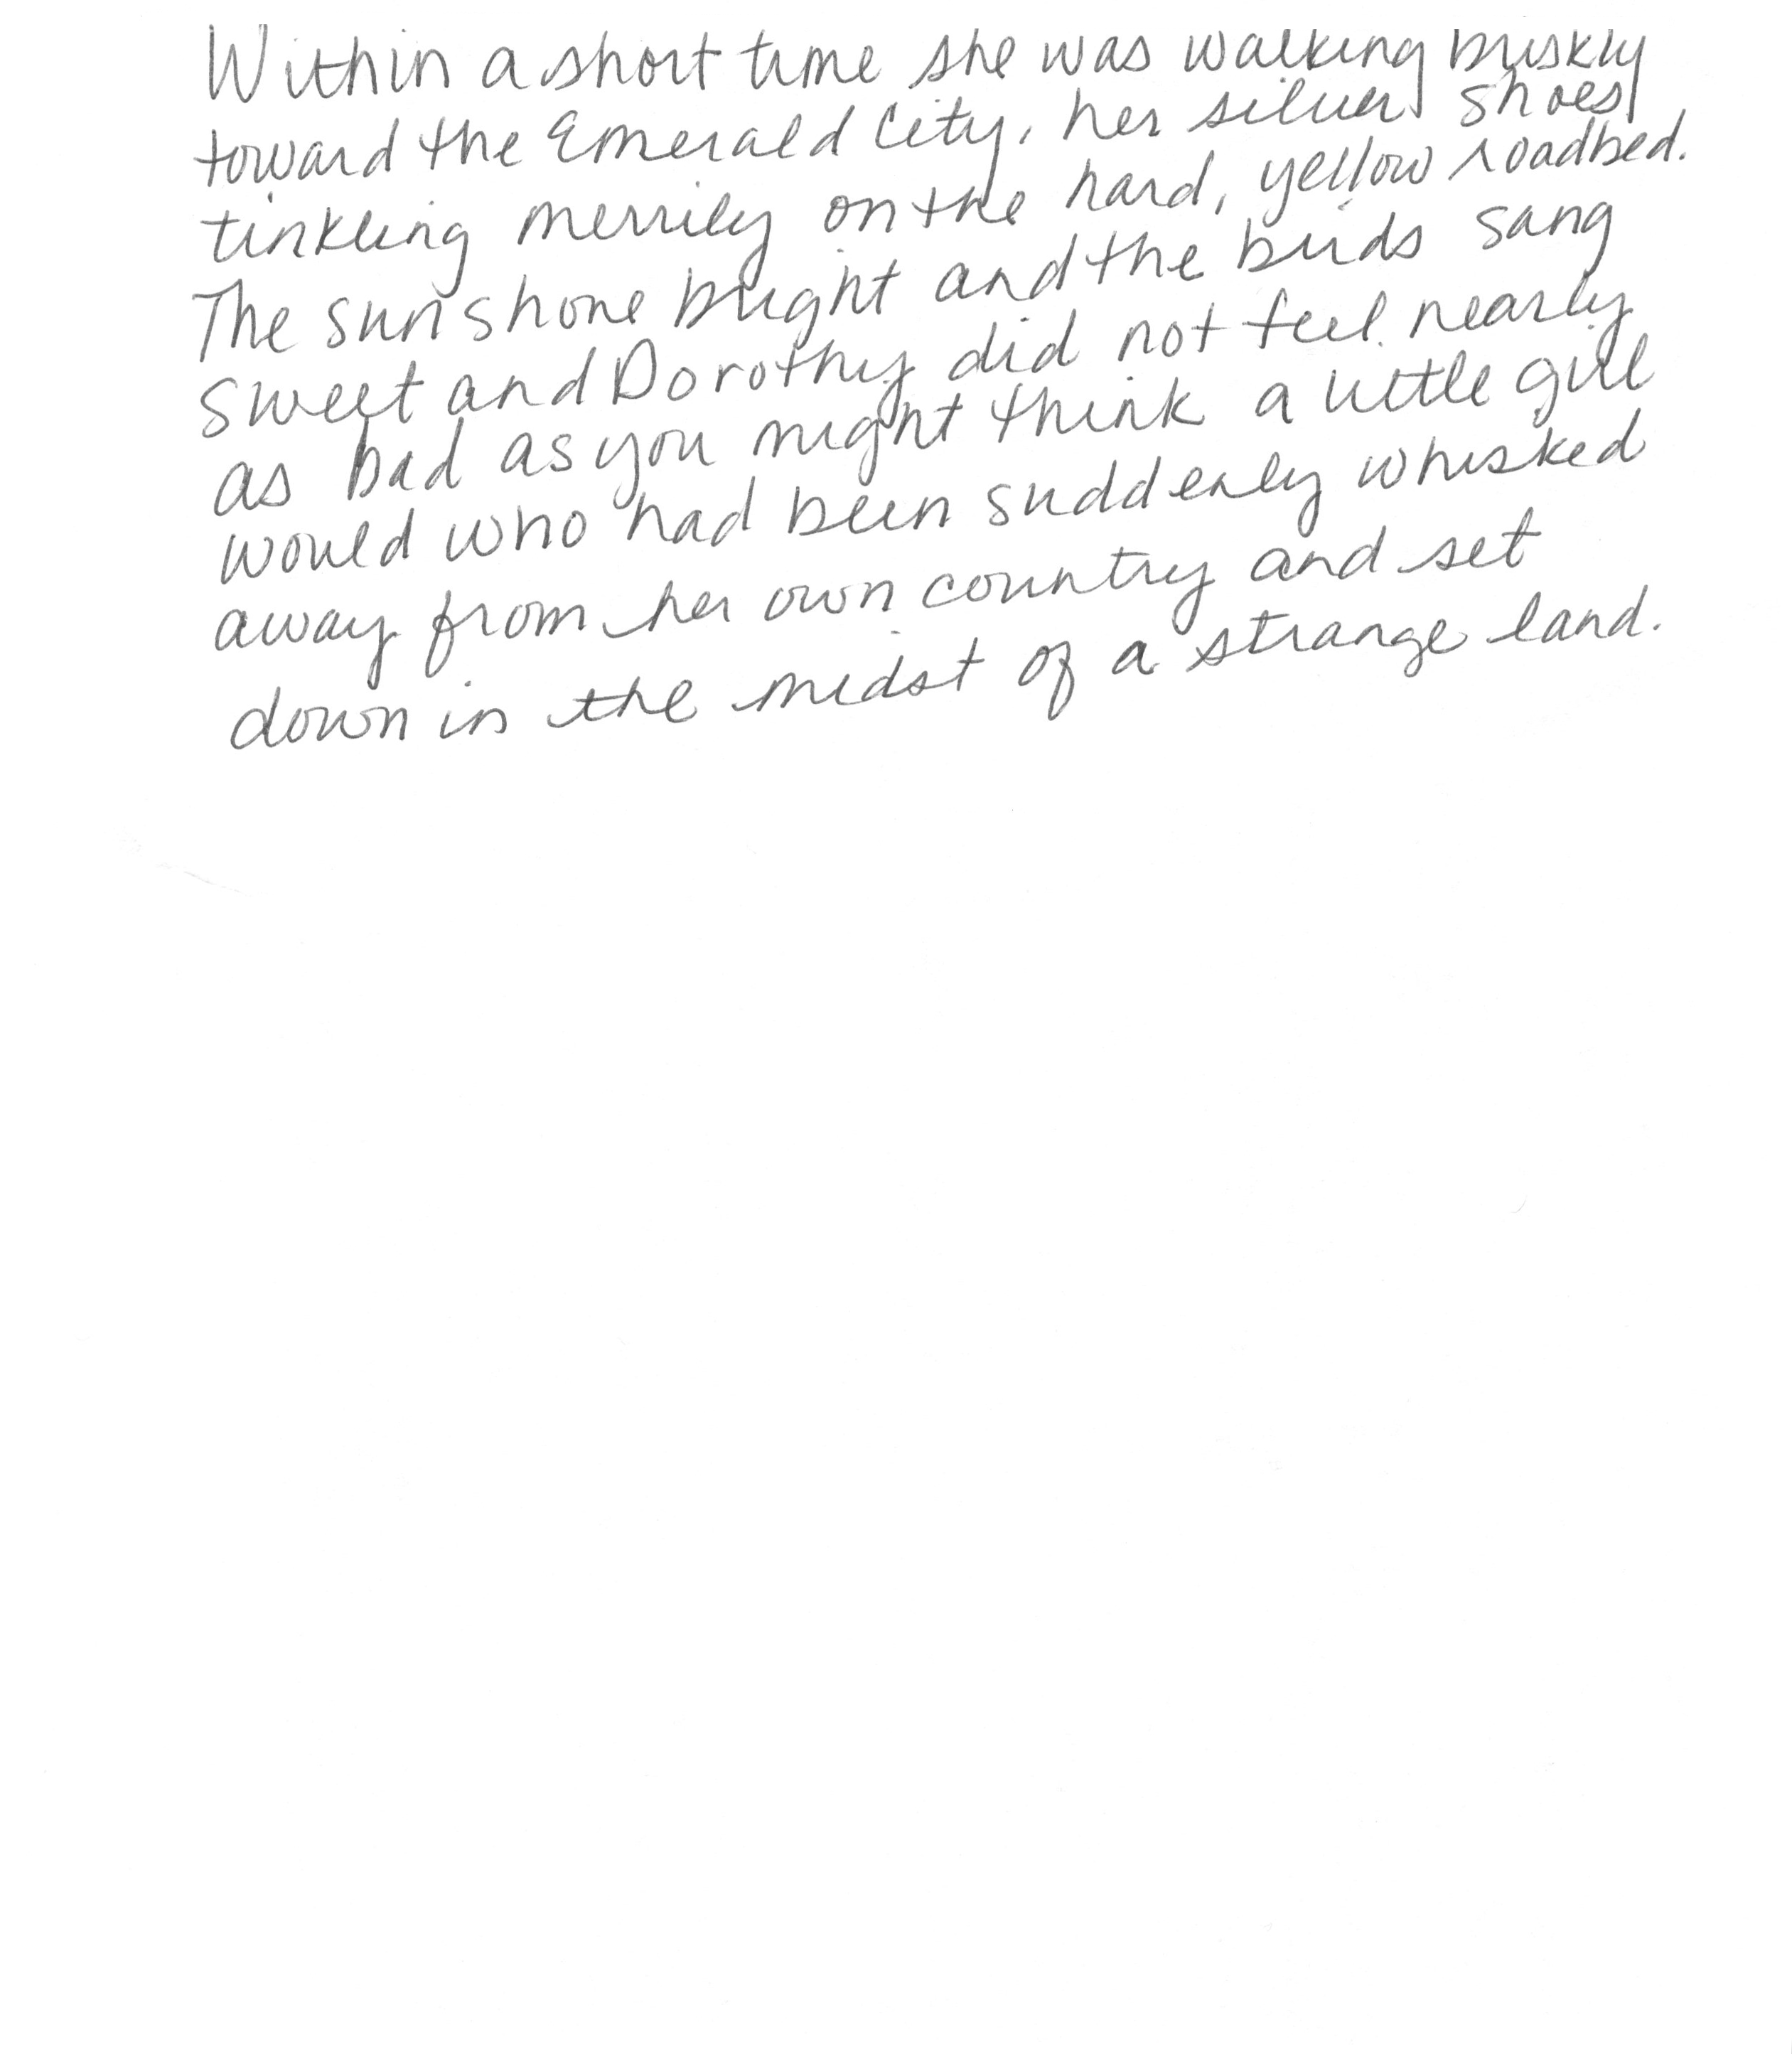 Within a short time she was walking briskly
toward the Emerald City, her silver shoes
tinkling merrily on the hard, yellow roadbed.
The sun shone bright and the birds sang
sweet and Dorothy did not feel nearly
as bad as you might think a little girl
would who had been suddenly whisked
away from her own country and set
down in the midst of a strange land.